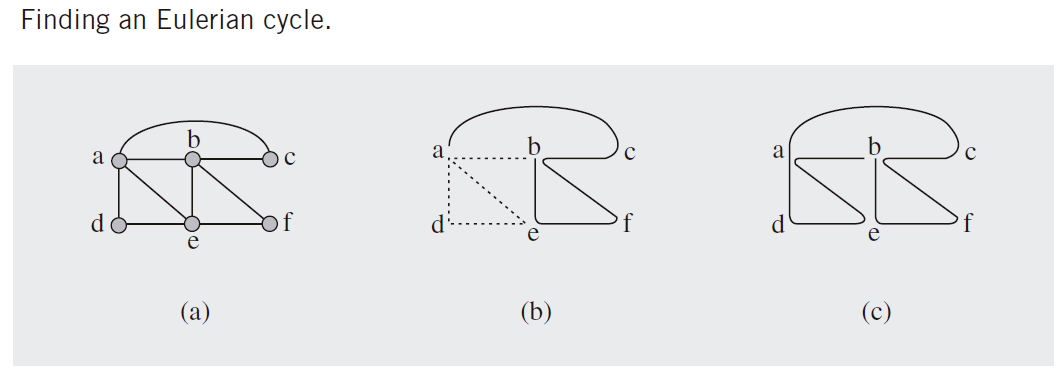 Finding an Eulerian cycle.
a b c
d e f
(a)
a b c
d e f
(b)
a b c
d e f
(c)